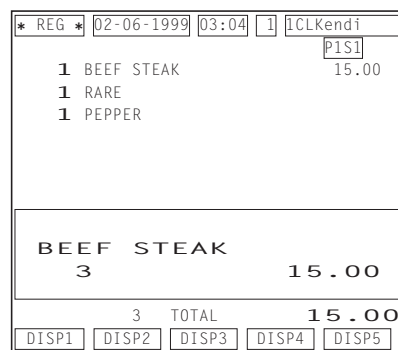 * REG * 02-06-1999 03:04 1 1CLKendi
P1S1
1 BEEF STEAK 15.00
1 RARE
1 PEPPER
BEEF STEAK
3 15.00
3 TOTAL 15.00
DISP1 DISP2 DISP3 DISP4 DISP5